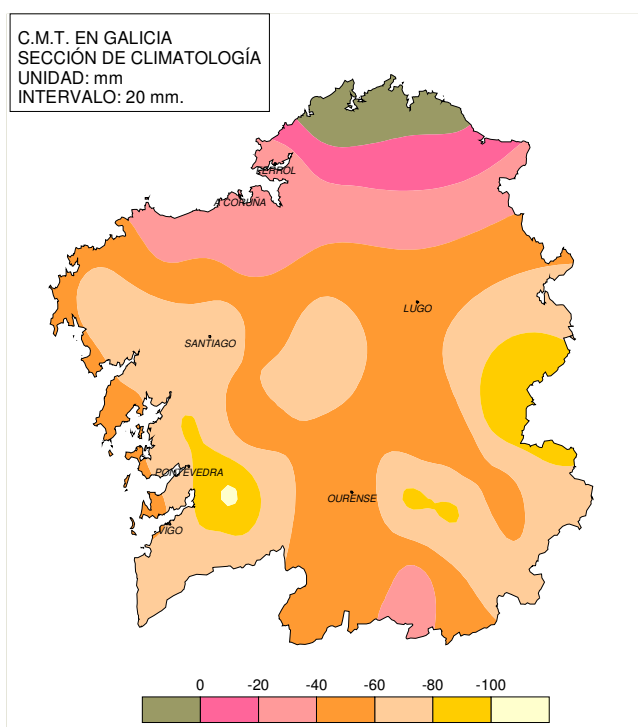 C.M.T. EN GALICIA
SECCIÓN DE CLIMATOLOGÍA
UNIDAD: mm
INTERVALO: 20 mm.
FERROL
A CORUÑA
LUGO
SANTIAGO
PONTEVEDRA
OURENSE
VIGO
0 -20 -40 -60 -80 -100